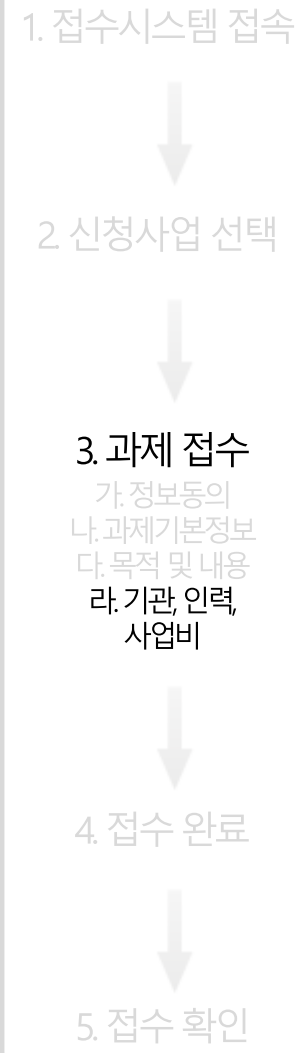 1. 접수시스템 접속
2. 신청사업 선택
3. 과제 접수
가. 정보동의
나. 과제기본정보
다. 목적 및 내용
라. 기관, 인력,
사업비
4. 접수 완료
5. 접수 확인